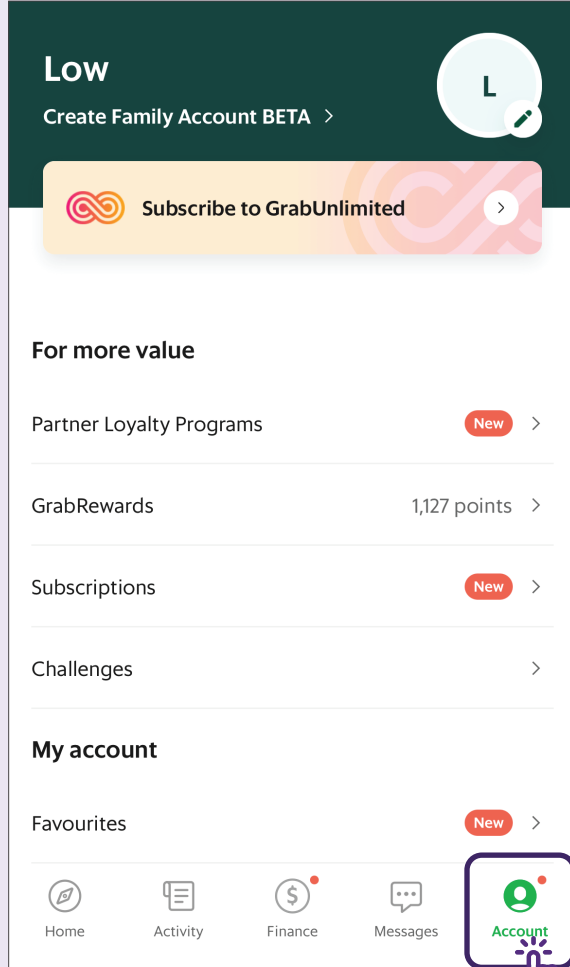 Low
L
Create Family Account BETA
Subscribe to GrabUnlimited
For more value
Partner Loyalty Programs New
GrabRewards 1,127 points
Subscriptions New
Challenges
My account
Favourites New
$
Home Activity Finance Messages Account